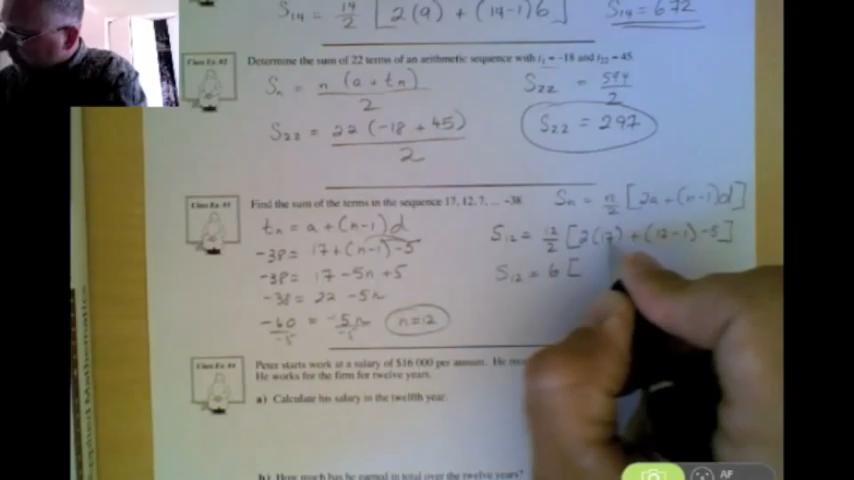 S14 = 14/2 [2(9) + (14-1)6]
S14 = 672
Class Ex. #2
Determine the sum of 22 terms of an arithmetic sequence with t1 = -18 and t22 = 45.
Sn = n(a + tn)/2
S22 = 594/2
S22 = 22(-18 + 45)/2
S22 = 297
Class Ex. #3
Find the sum of the terms in the sequence 17, 12, 7, ... -38
Sn = n/2 [2a + (n-1)d]
tn = a + (n-1)d
S12 = 12/2 [2(17) + (12-1) -5]
-38 = 17 + (n-1) -5
S12 = 6 [
-38 = 17 - 5n + 5
-38 = 22 - 5n
-60/-5 = -5n/-5
n = 12
Class Ex. #4
Peter starts work at a salary of $16 000 per annum. He
He works for the firm for twelve years.
a) Calculate his salary in the twelfth year.
b) How much has he earned in total over the twelve years?
Applied Mathematics
AF